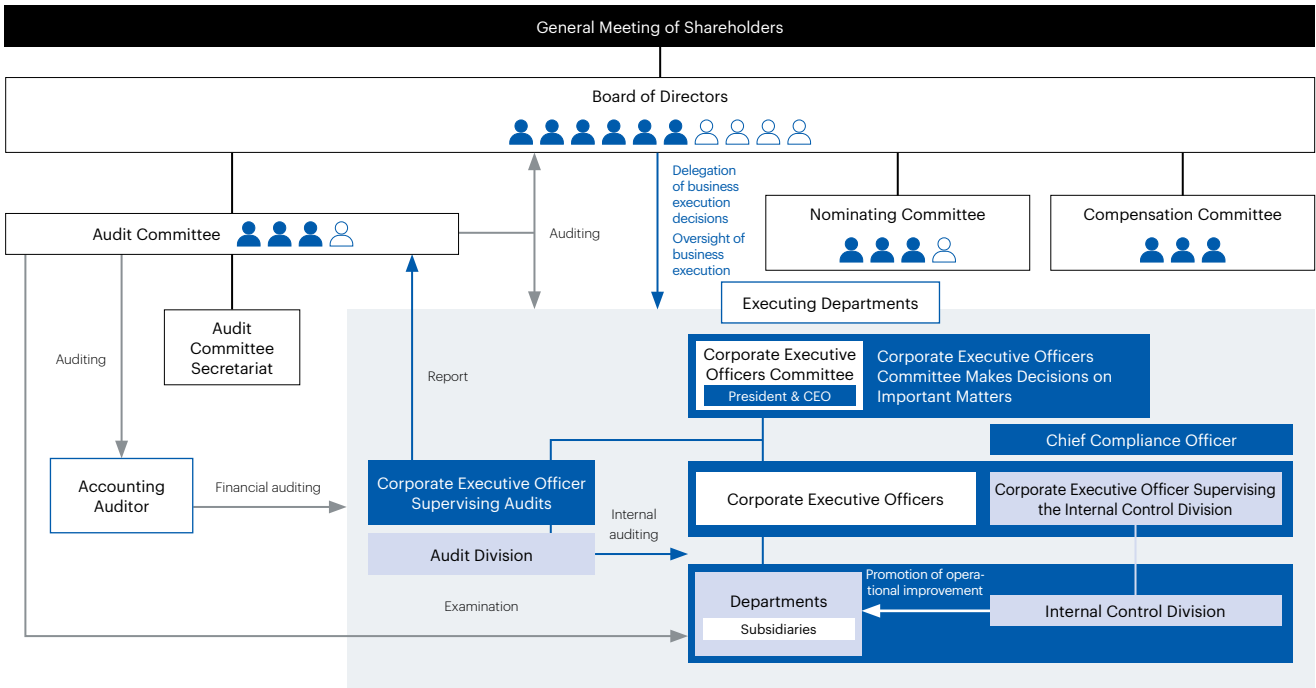 General Meeting of Shareholders
Board of Directors
Delegation
of business
execution
decisions
Oversight of
business
execution
Auditing
Audit Committee
Nominating Committee
Compensation Committee
Executing Departments
Audit
Committee
Secretariat
Auditing
Report
Corporate Executive
Officers Committee
President & CEO
Corporate Executive Officers
Committee Makes Decisions on
Important Matters
Chief Compliance Officer
Accounting
Auditor
Financial auditing
Corporate Executive Officer
Supervising Audits
Internal
auditing
Audit Division
Corporate Executive Officers
Corporate Executive Officer Supervising
the Internal Control Division
Examination
Departments
Subsidiaries
Promotion of opera-
tional improvement
Internal Control Division